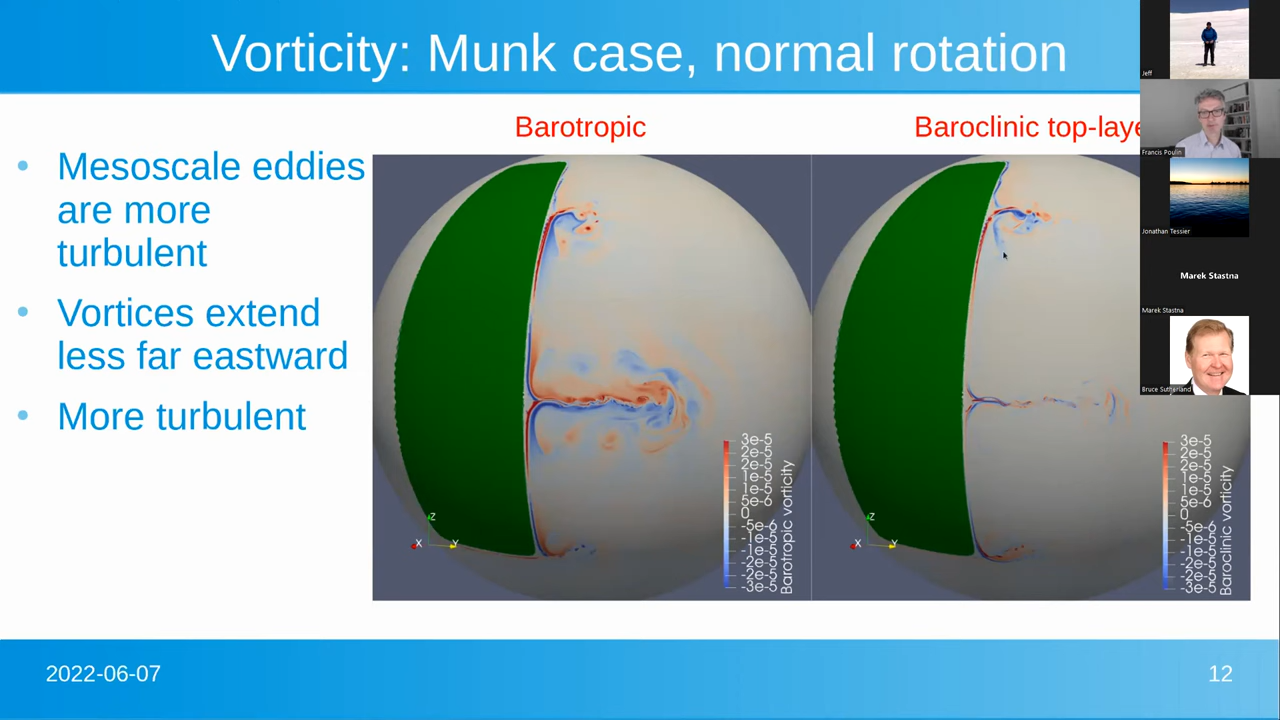 Vorticity: Munk case, normal rotation
Barotropic
Baroclinic top-laye
• Mesoscale eddies
are more
turbulent
• Vortices extend
less far eastward
• More turbulent
3e-5
2e-5
2e-5
1e-5
5e-6
0
-5e-6
-1e-5
-1e-5
-2e-5
-2e-5
-3e-5
Barotropic vorticity
Z
X
Y
3e-5
2e-5
2e-5
1e-5
5e-6
0
-5e-6
-1e-5
-1e-5
-2e-5
-2e-5
-3e-5
Baroclinic vorticity
Z
X
Y
Jeff
Francis Poulin
Jonathan Tessier
Marek Stastna
Marek Stastna
Bruce Sutherland
2022-06-07
12